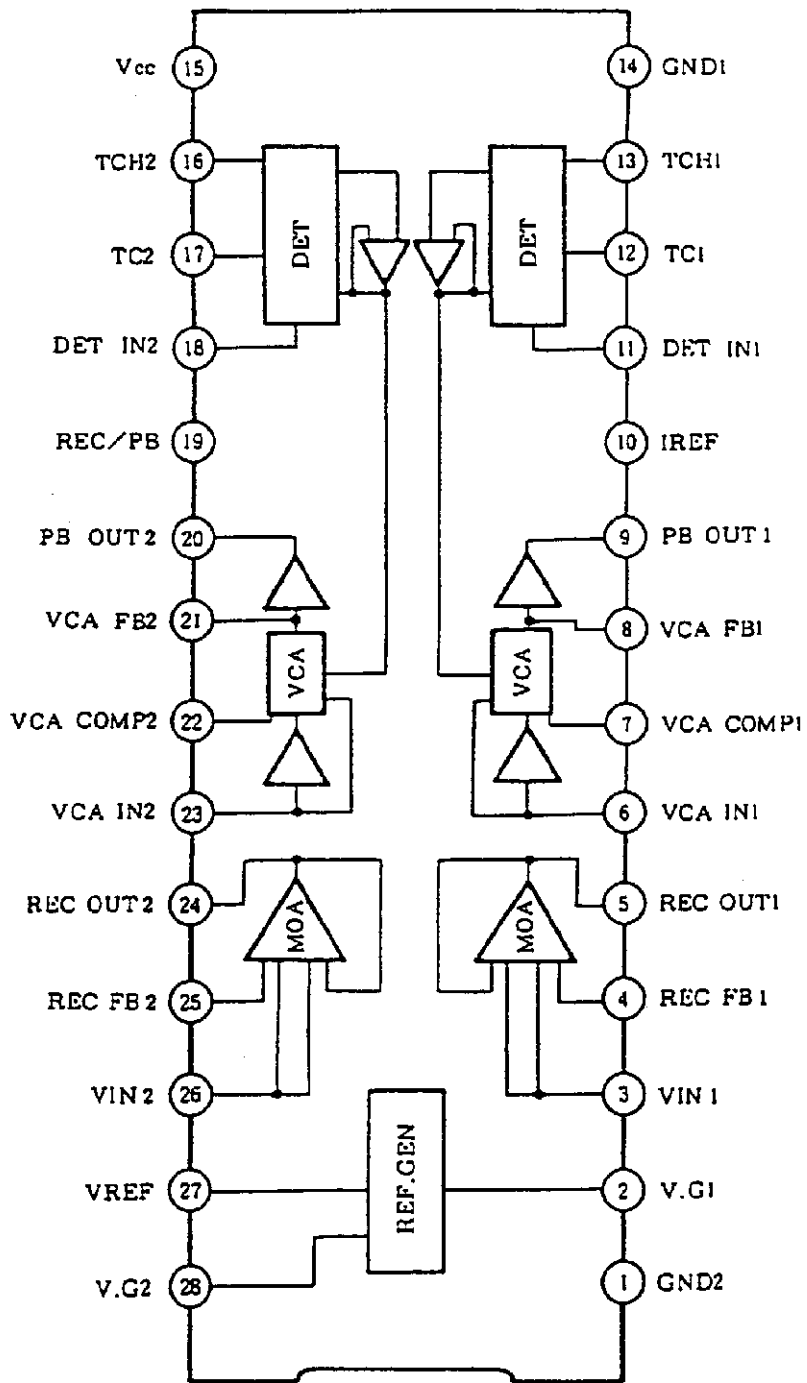 Vcc 15 14 GND1
TCH2 16 13 TCH1
DET DET
TC2 17 12 TC1
DET IN2 18 11 DET IN1
REC/PB 19 10 IREF
PB OUT2 20 9 PB OUT1
VCA FB2 21 8 VCA FB1
VCA VCA
VCA COMP2 22 7 VCA COMP1
VCA IN2 23 6 VCA IN1
REC OUT2 24 5 REC OUT1
MOA MOA
REC FB2 25 4 REC FB1
VIN2 26 3 VIN1
REF.GEN
VREF 27 2 V.G1
V.G2 28 1 GND2